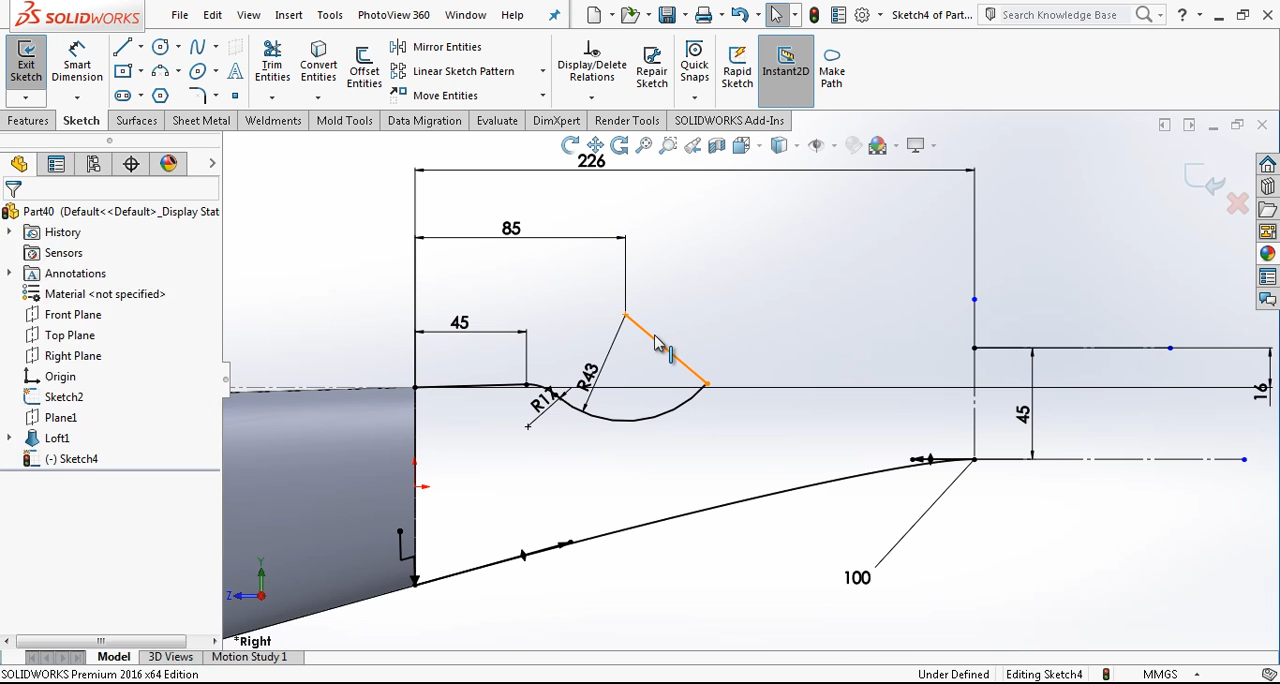 SOLIDWORKS File Edit View Insert Tools PhotoView 360 Window Help Sketch4 of Part... Search Knowledge Base ?
Exit Sketch
Smart Dimension
Trim Entities
Convert Entities
Offset Entities
Mirror Entities
Linear Sketch Pattern
Move Entities
Display/Delete Relations
Repair Sketch
Quick Snaps
Rapid Sketch
Instant2D
Make Path
Features Sketch Surfaces Sheet Metal Weldments Mold Tools Data Migration Evaluate DimXpert Render Tools SOLIDWORKS Add-Ins
Part40 (Default<<Default>_Display Stat
History
Sensors
Annotations
Material <not specified>
Front Plane
Top Plane
Right Plane
Origin
Sketch2
Plane1
Loft1
(-) Sketch4
226
85
45
R43
R17
16
45
100
Y
Z
*Right
Model 3D Views Motion Study 1
SOLIDWORKS Premium 2016 x64 Edition Under Defined Editing Sketch4 MMGS